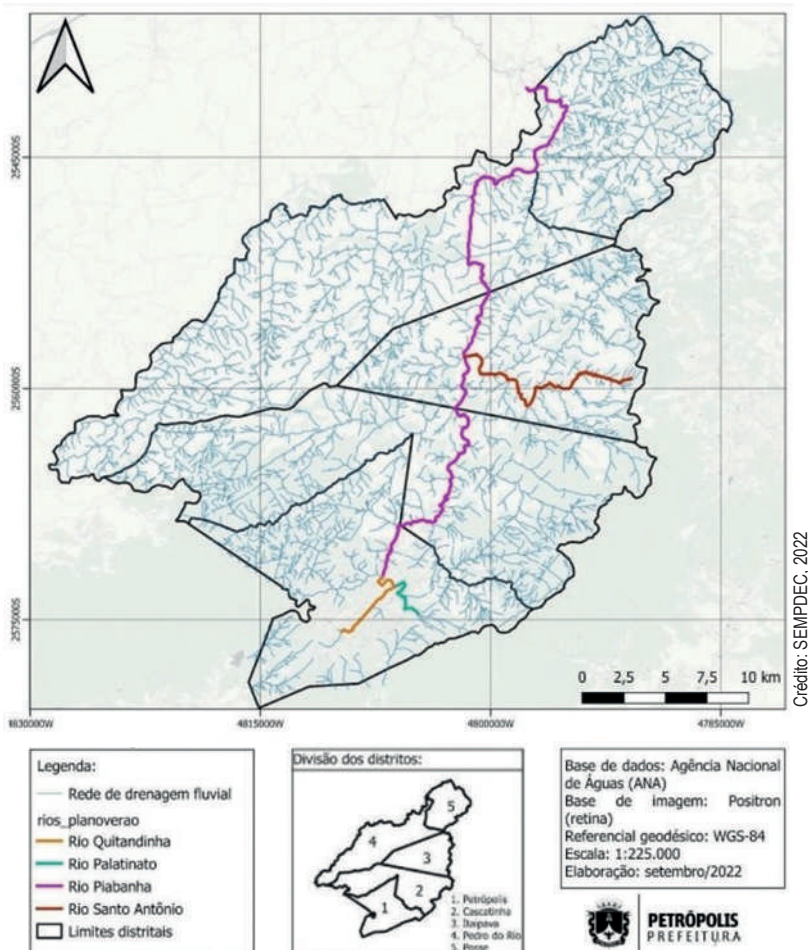 2545000S
2560000S
2575000S
Crédito: SEMPDEC. 2022
0 2,5 5 7,5 10 km
4830000W 4815000W 4800000W 4785000W
Legenda:
Rede de drenagem fluvial
rios_planoverao
Rio Quitandinha
Rio Palatinato
Rio Piabanha
Rio Santo Antônio
Limites distritais
Divisão dos distritos:
5
4
3
2
1
1. Petrópolis
2. Cascatinha
3. Itaipava
4. Pedro do Rio
5. Posse
Base de dados: Agência Nacional
de Águas (ANA)
Base de imagem: Positron
(retina)
Referencial geodésico: WGS-84
Escala: 1:225.000
Elaboração: setembro/2022
PETRÓPOLIS
PREFEITURA